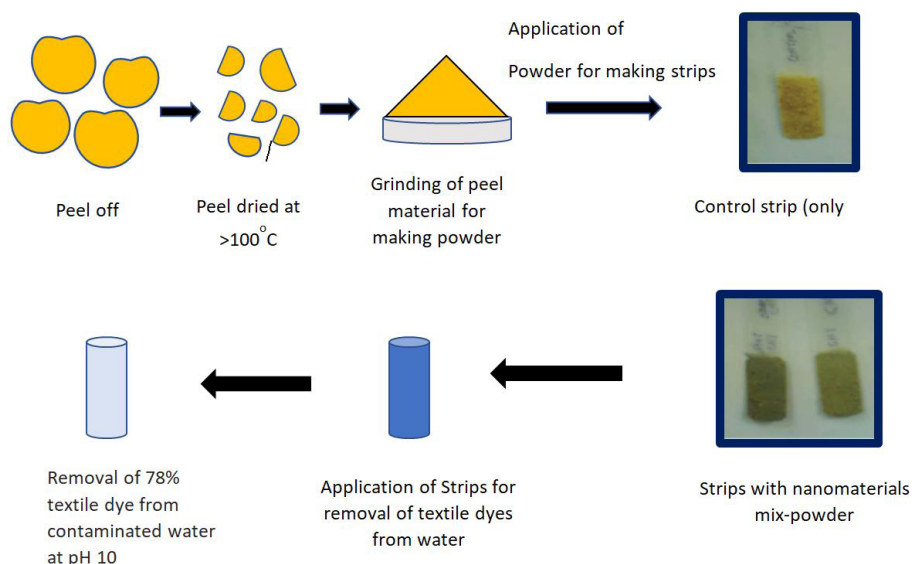 Application of
Powder for making strips
Peel off
Peel dried at
>100°C
Grinding of peel
material for
making powder
Control strip (only
Removal of 78%
textile dye from
contaminated water
at pH 10
Application of Strips for
removal of textile dyes
from water
Strips with nanomaterials
mix-powder